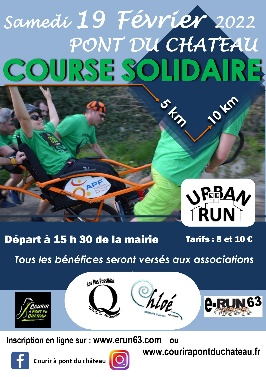 Samedi 19 Février 2022
PONT DU CHATEAU
COURSE SOLIDAIRE
5 km
10 km
APF
URBAN
RUN
Départ à 15 h 30 de la mairie
Tarifs : 8 et 10 €
Tous les bénéfices seront versés aux associations
Q
Chloé
e-RUN63
Inscription en ligne sur : www.erun63.com ou
www.courirapontduchateau.fr
Courir à pont du château